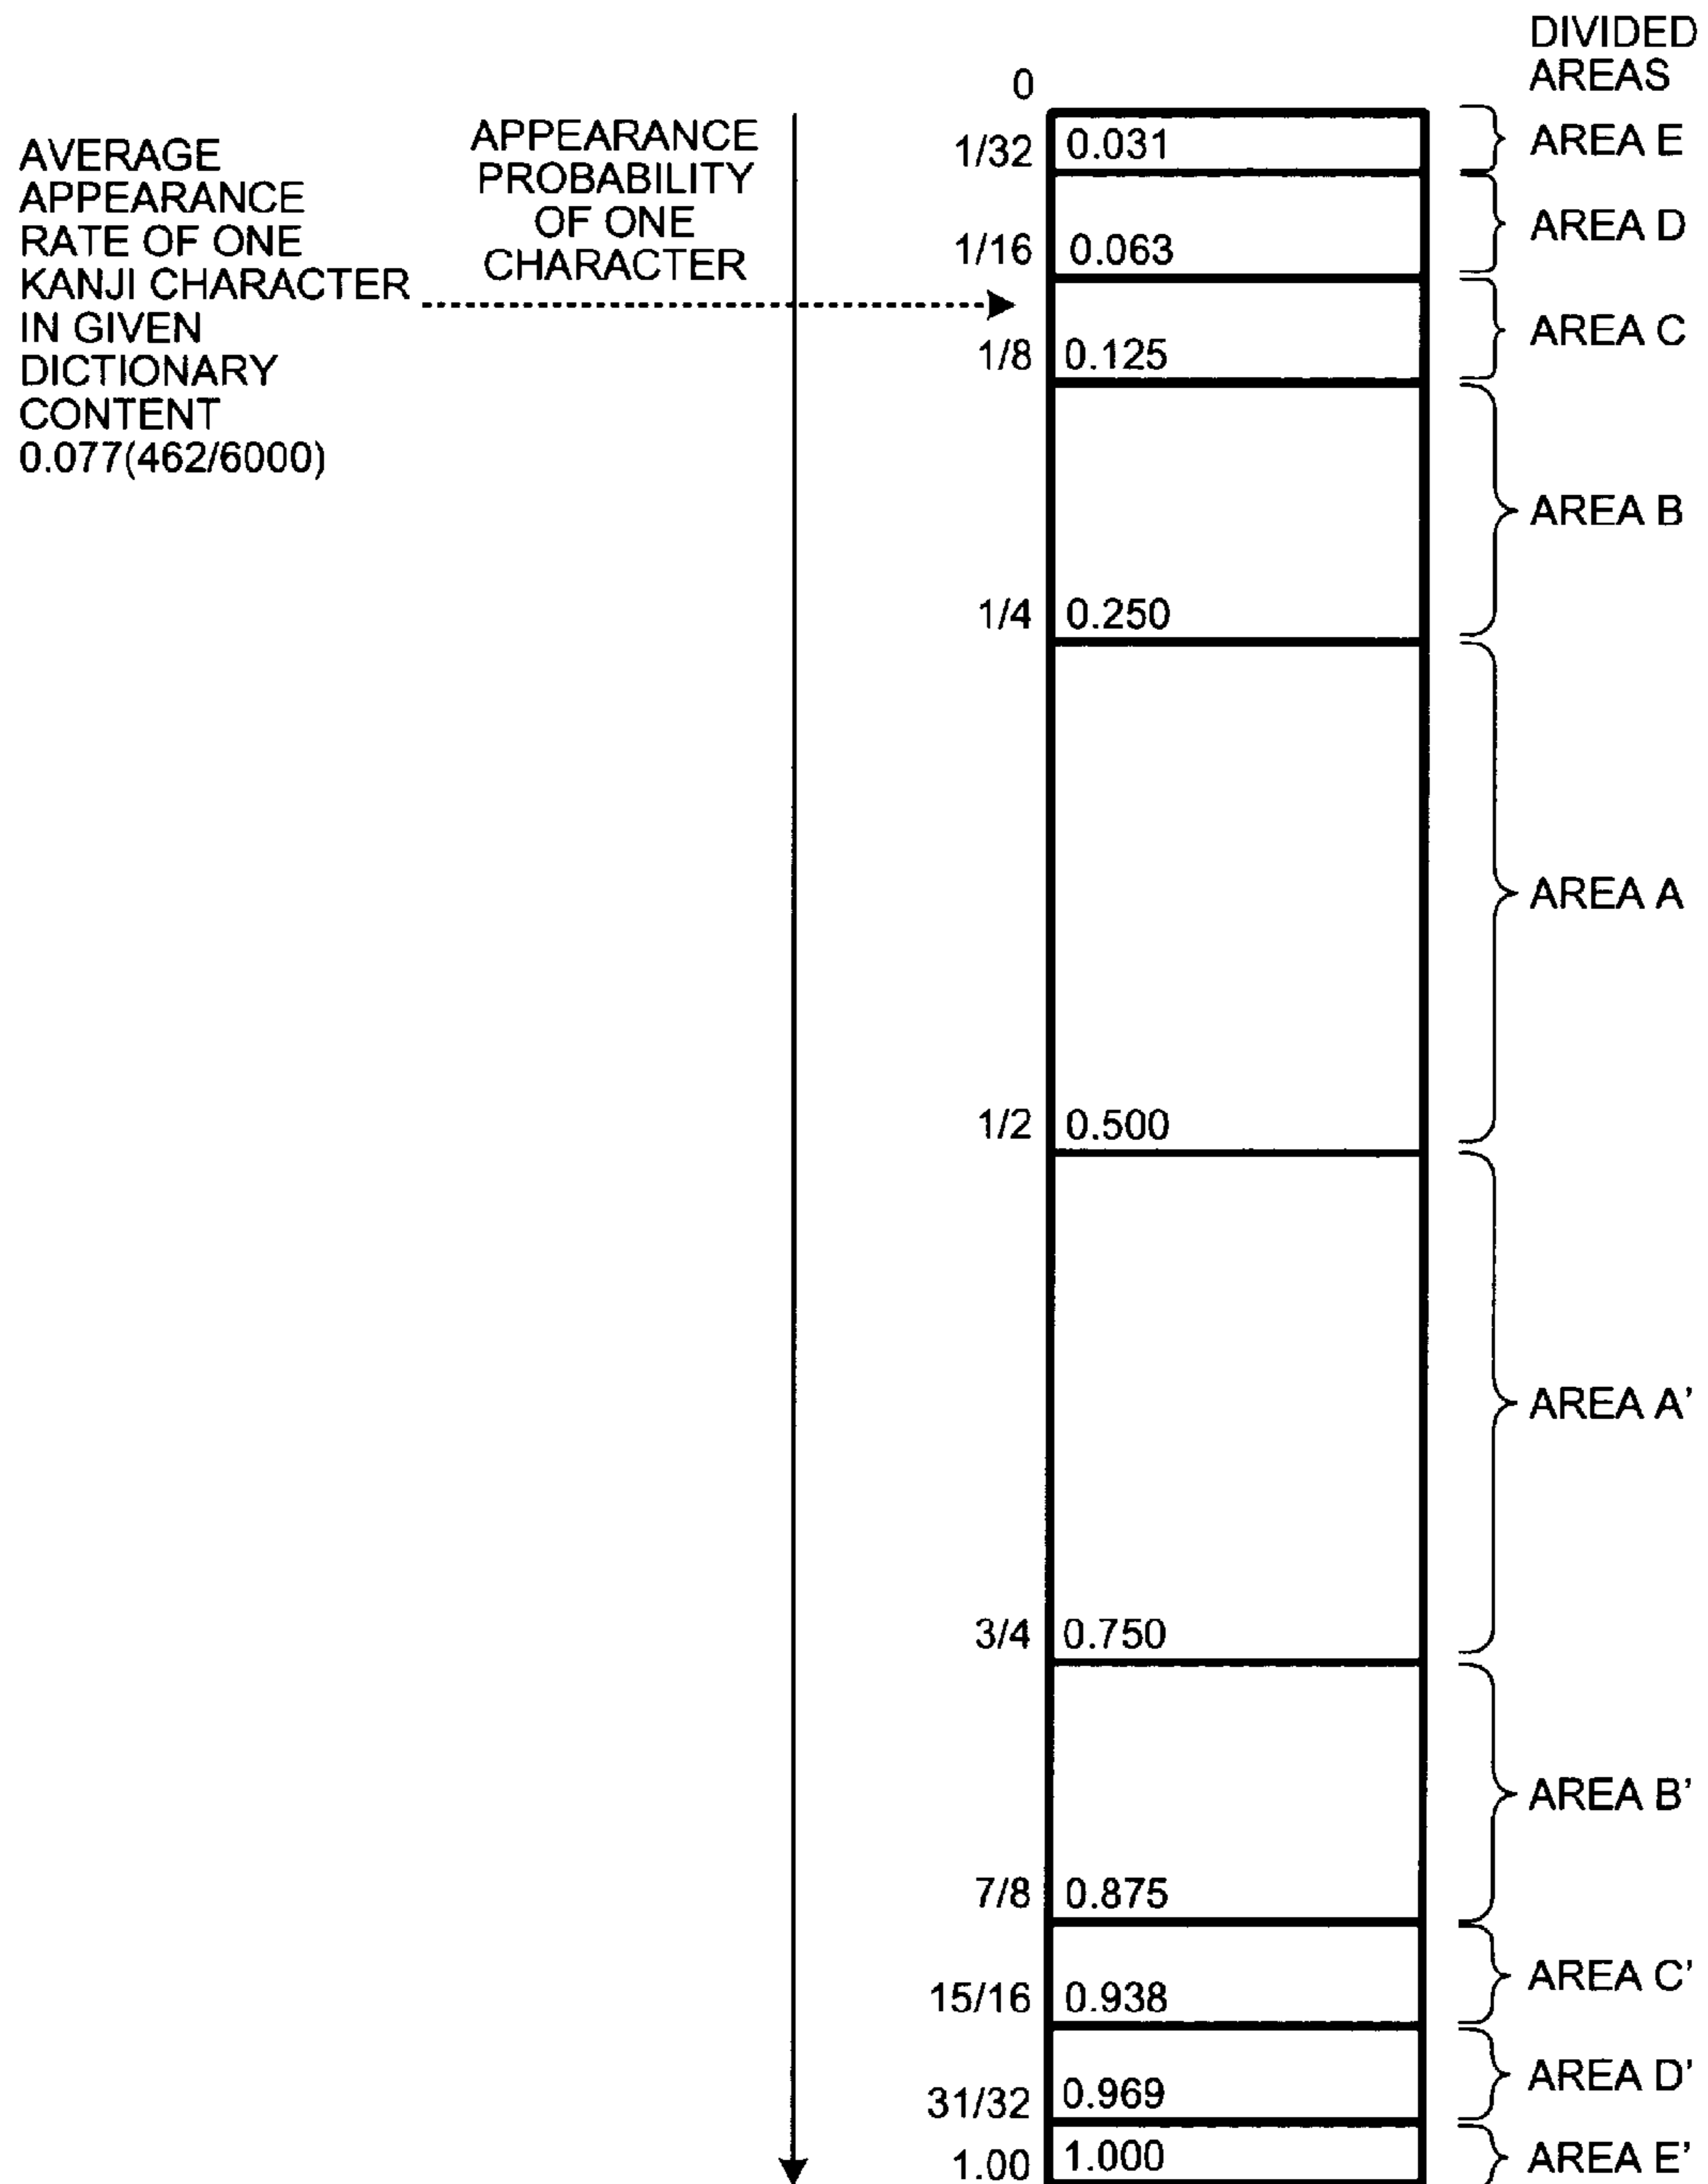 DIVIDED
AREAS
0
AVERAGE
APPEARANCE
RATE OF ONE
KANJI CHARACTER
IN GIVEN
DICTIONARY
CONTENT
0.077(462/6000)
APPEARANCE
PROBABILITY
OF ONE
CHARACTER
1/32 0.031 AREA E
1/16 0.063 AREA D
1/8 0.125 AREA C
1/4 0.250 AREA B
1/2 0.500 AREA A
3/4 0.750 AREA A'
7/8 0.875 AREA B'
15/16 0.938 AREA C'
31/32 0.969 AREA D'
1.00 1.000 AREA E'